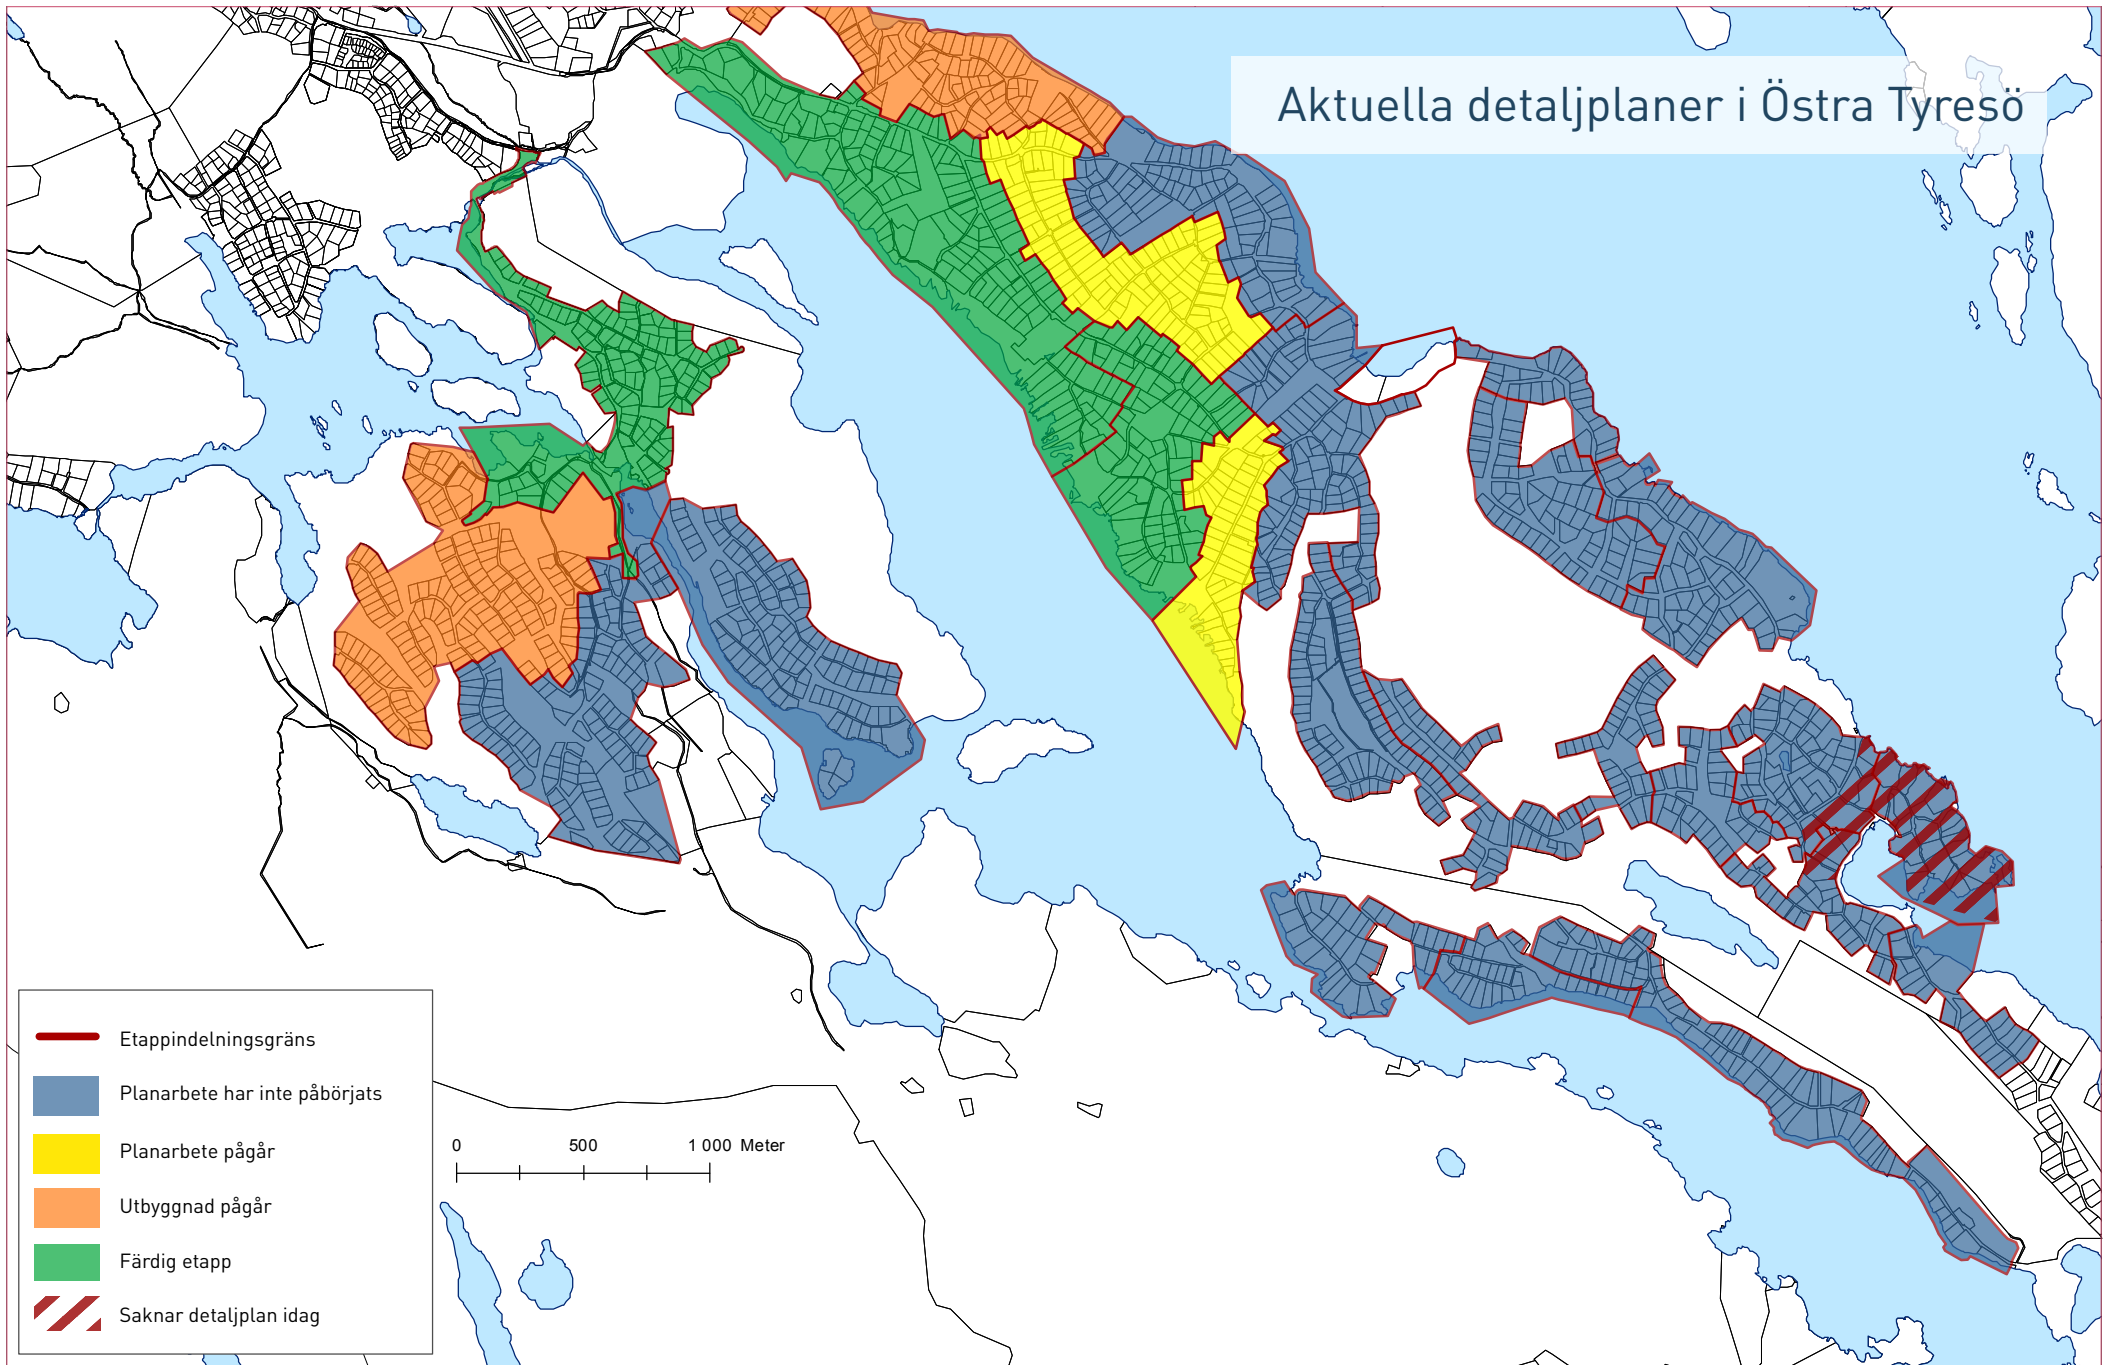 Aktuella detaljplaner i Östra Tyresö
Etappindelningsgräns
Planarbete har inte påbörjats
Planarbete pågår
Utbyggnad pågår
Färdig etapp
Saknar detaljplan idag
0 500 1 000 Meter